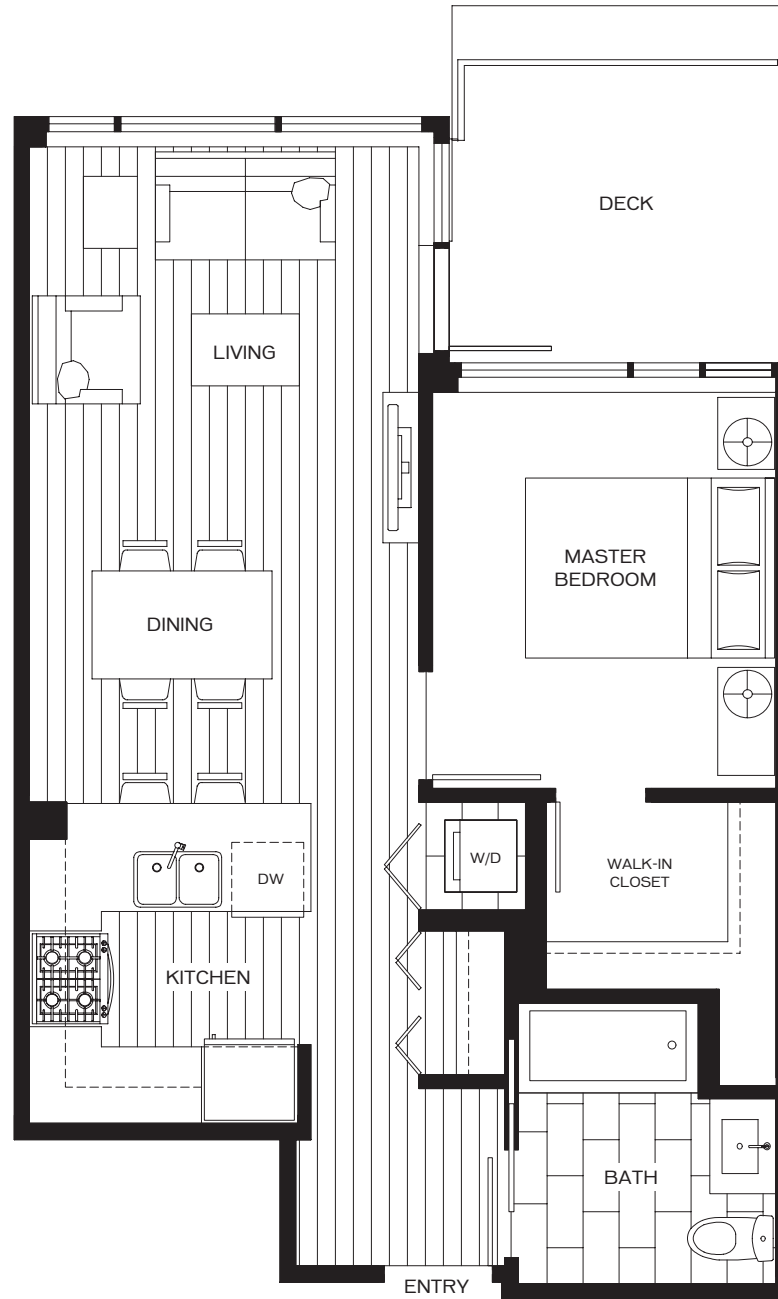 DECK
LIVING
MASTER
BEDROOM
DINING
W/D
WALK-IN
CLOSET
DW
KITCHEN
BATH
ENTRY